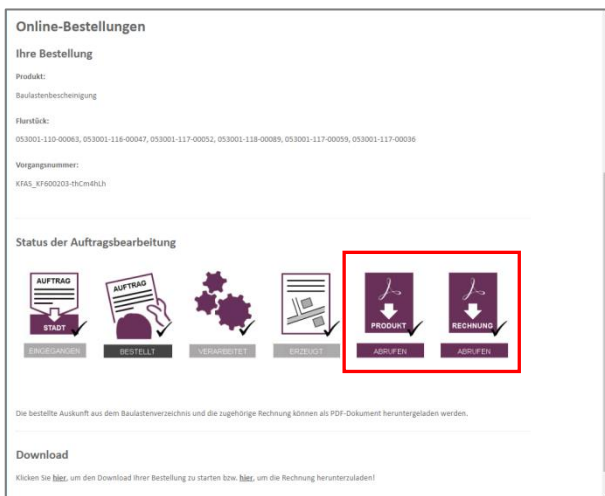 Online-Bestellungen
Ihre Bestellung
Produkt:
Baulastenbescheinigung
Flurstück:
053001-110-00063, 053001-116-00047, 053001-117-00052, 053001-118-00089, 053001-117-00059, 053001-117-00036
Vorgangsnummer:
KFAS_KF600203-thCm4hLh
Status der Auftragsbearbeitung
AUFTRAG
STADT
EINGEGANGEN
AUFTRAG
BESTELLT
VERARBEITET
ERZEUGT
PRODUKT
ABRUFEN
RECHNUNG
ABRUFEN
Die bestellte Auskunft aus dem Baulastenverzeichnis und die zugehörige Rechnung können als PDF-Dokument heruntergeladen werden.
Download
Klicken Sie hier, um den Download Ihrer Bestellung zu starten bzw. hier, um die Rechnung herunterzuladen!